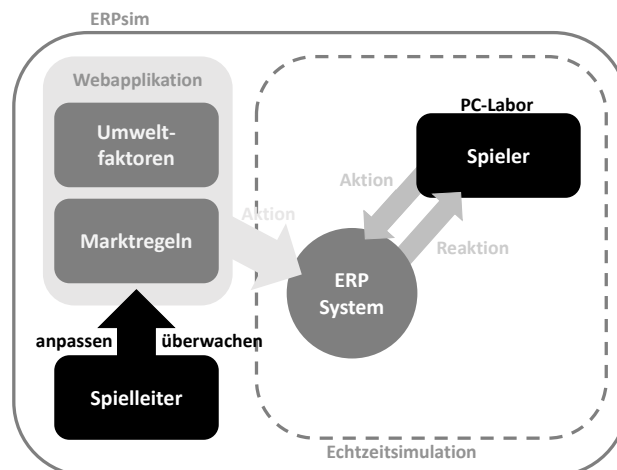 ERPsim
Webapplikation
Umwelt-
faktoren
Marktregeln
anpassen
überwachen
Spielleiter
Aktion
PC-Labor
Spieler
Aktion
Reaktion
ERP
System
Echtzeitsimulation